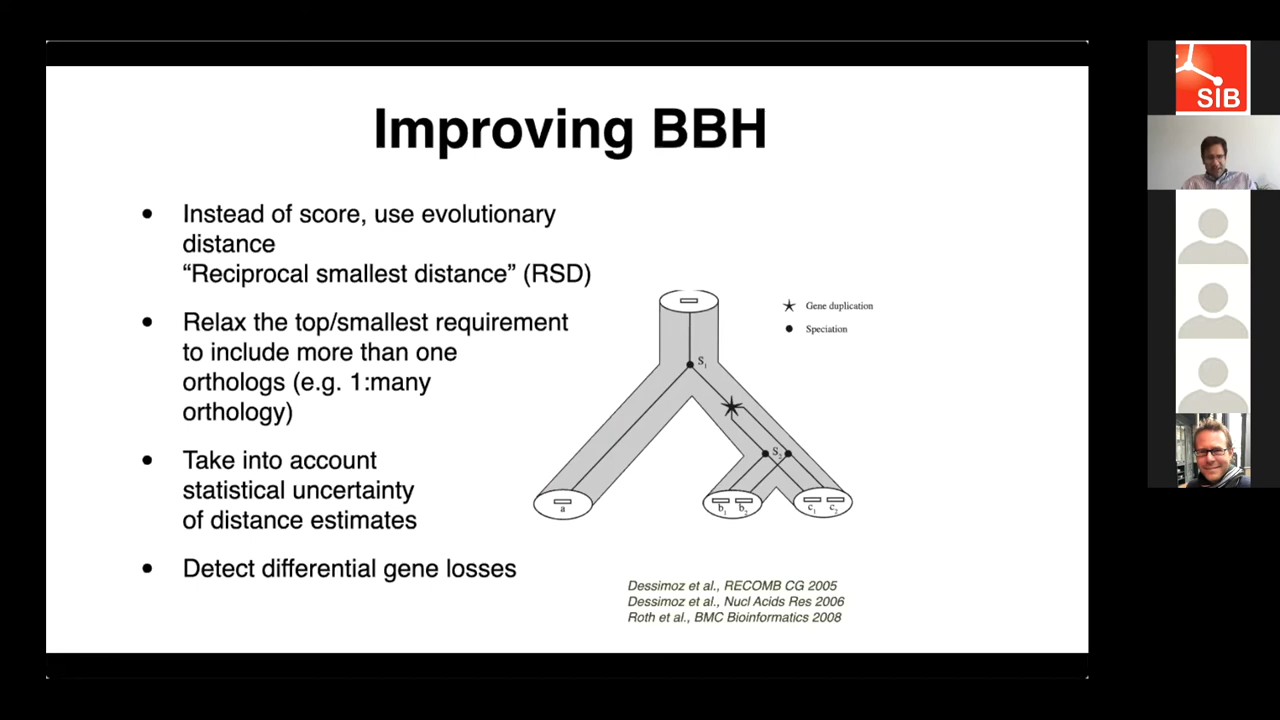 Improving BBH
• Instead of score, use evolutionary
distance
“Reciprocal smallest distance” (RSD)
• Relax the top/smallest requirement
to include more than one
orthologs (e.g. 1:many
orthology)
• Take into account
statistical uncertainty
of distance estimates
• Detect differential gene losses
Gene duplication
Speciation
S₁
S₂
a
b₁ b₂
c₁ c₂
Dessimoz et al., RECOMB CG 2005
Dessimoz et al., Nucl Acids Res 2006
Roth et al., BMC Bioinformatics 2008
SIB